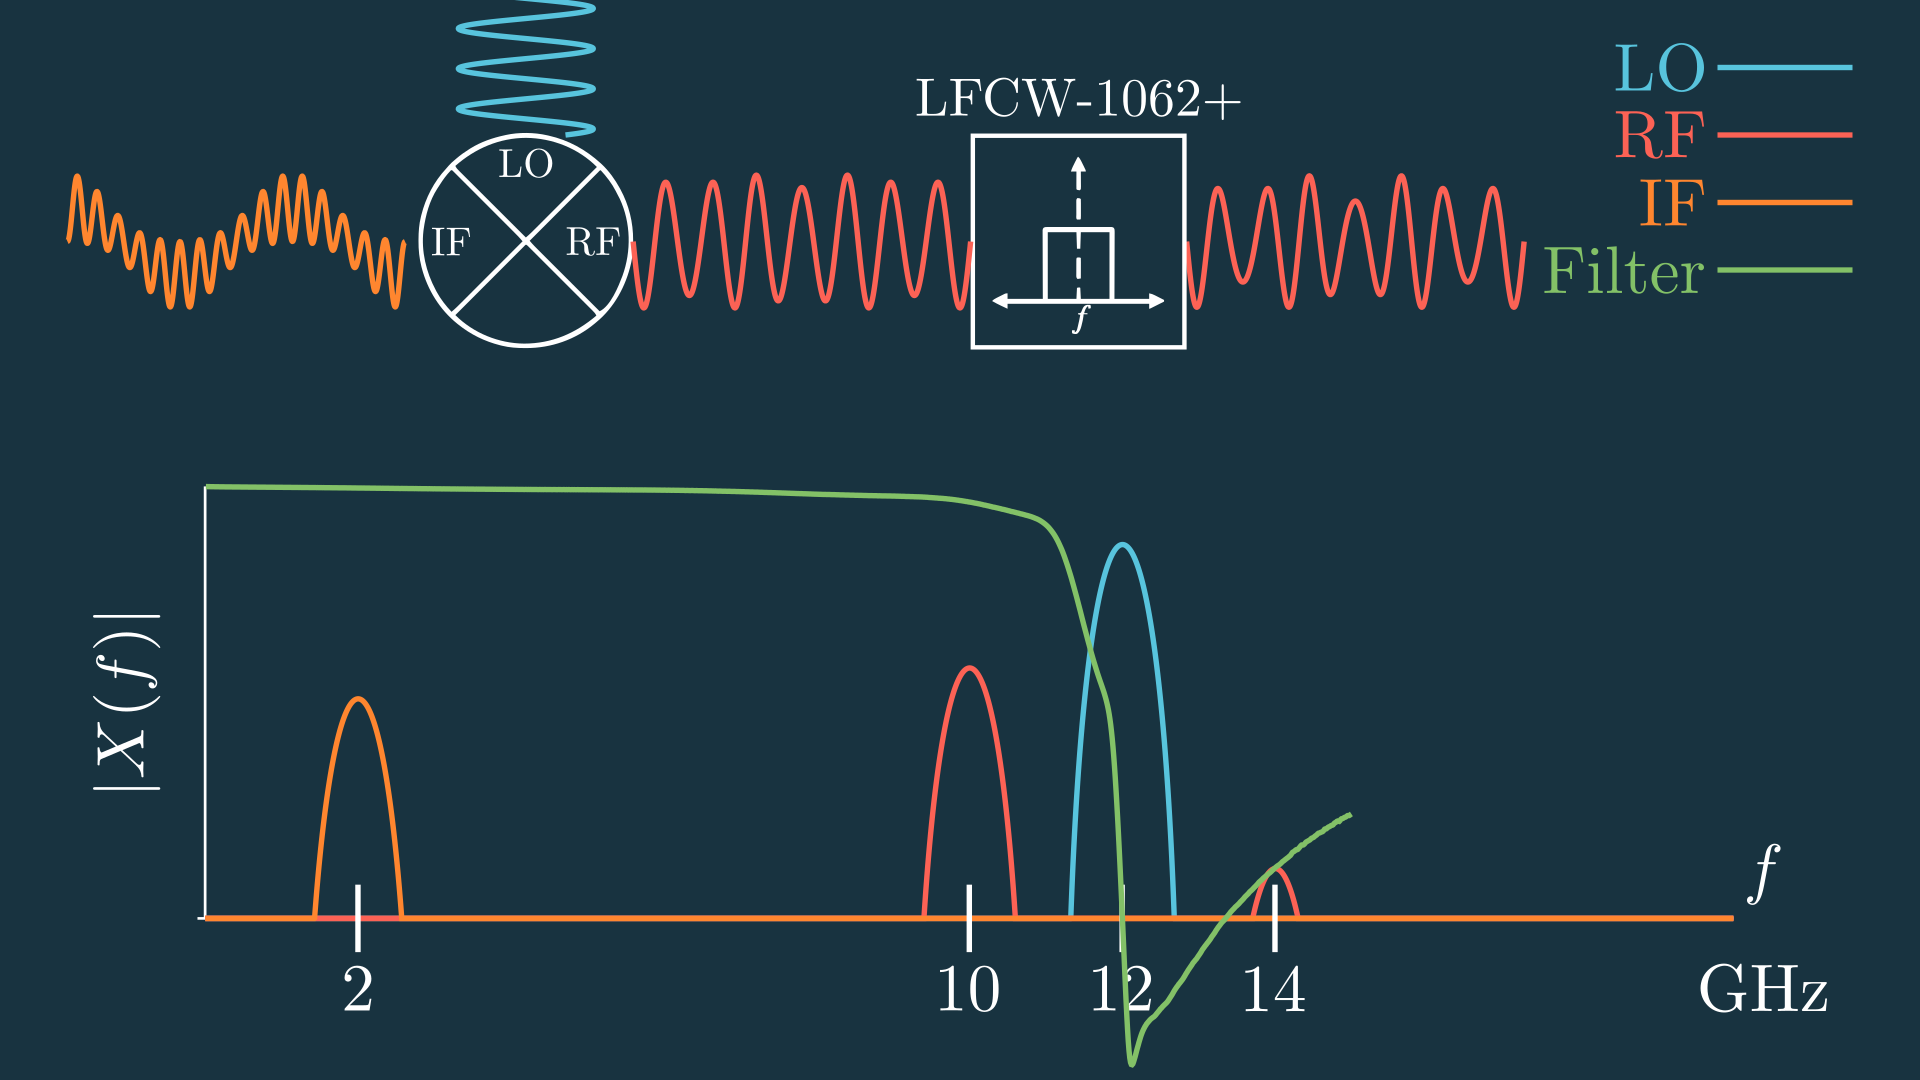 LFCW-1062+
LO
IF
RF
f
LO
RF
IF
Filter
|X(f)|
f
2
10
12
14
GHz